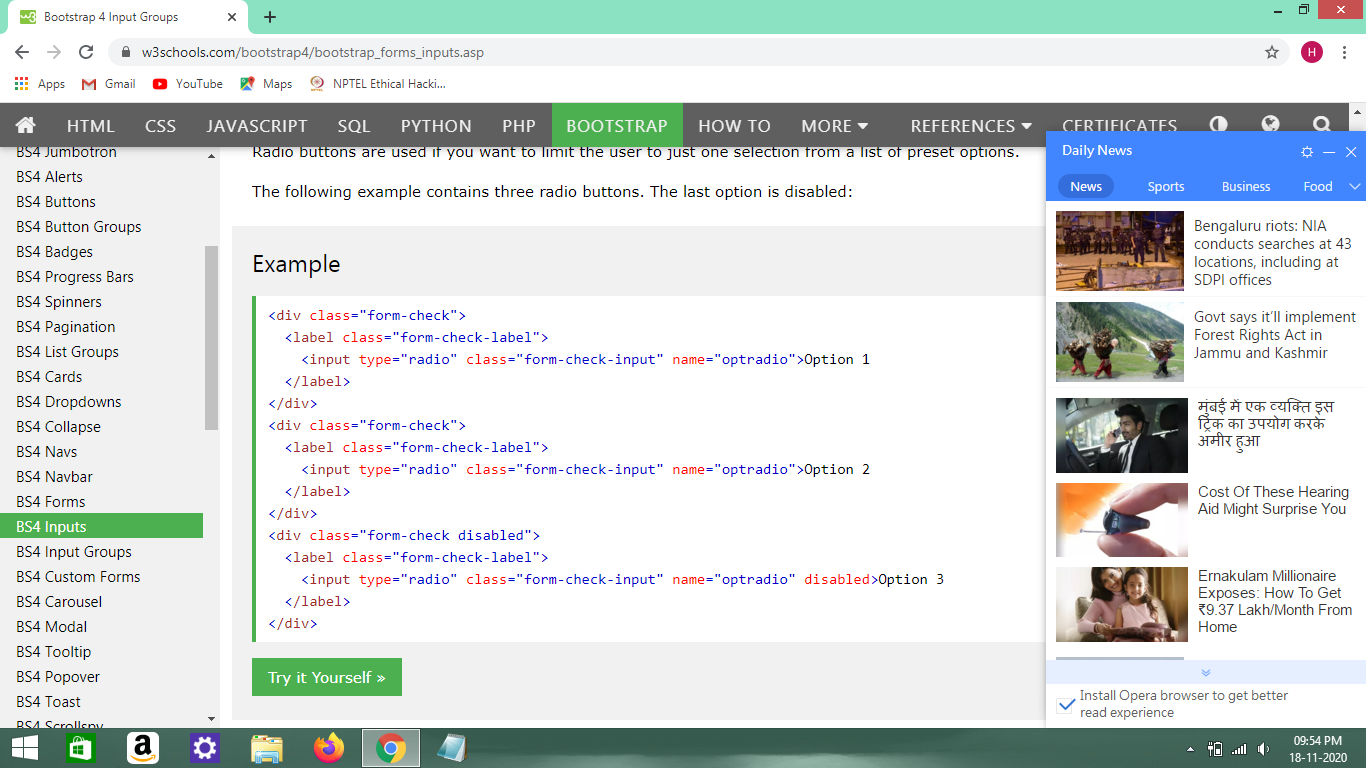 Bootstrap 4 Input Groups
w3schools.com/bootstrap4/bootstrap_forms_inputs.asp
H
Apps Gmail YouTube Maps NPTEL Ethical Hacki...
HTML CSS JAVASCRIPT SQL PYTHON PHP BOOTSTRAP HOW TO MORE REFERENCES CERTIFICATES
BS4 Jumbotron
BS4 Alerts
BS4 Buttons
BS4 Button Groups
BS4 Badges
BS4 Progress Bars
BS4 Spinners
BS4 Pagination
BS4 List Groups
BS4 Cards
BS4 Dropdowns
BS4 Collapse
BS4 Navs
BS4 Navbar
BS4 Forms
BS4 Inputs
BS4 Input Groups
BS4 Custom Forms
BS4 Carousel
BS4 Modal
BS4 Tooltip
BS4 Popover
BS4 Toast
BS4 Scrollspy
Radio buttons are used if you want to limit the user to just one selection from a list of preset options.
The following example contains three radio buttons. The last option is disabled:
Example
<div class="form-check">
<label class="form-check-label">
<input type="radio" class="form-check-input" name="optradio">Option 1
</label>
</div>
<div class="form-check">
<label class="form-check-label">
<input type="radio" class="form-check-input" name="optradio">Option 2
</label>
</div>
<div class="form-check disabled">
<label class="form-check-label">
<input type="radio" class="form-check-input" name="optradio" disabled>Option 3
</label>
</div>
Try it Yourself »
Daily News
News Sports Business Food
Bengaluru riots: NIA
conducts searches at 43
locations, including at
SDPI offices
Govt says it'll implement
Forest Rights Act in
Jammu and Kashmir
मुंबई में एक व्यक्ति इस
ट्रिक का उपयोग करके
अमीर हुआ
Cost Of These Hearing
Aid Might Surprise You
Ernakulam Millionaire
Exposes: How To Get
₹9.37 Lakh/Month From
Home
Install Opera browser to get better
read experience
09:54 PM
18-11-2020